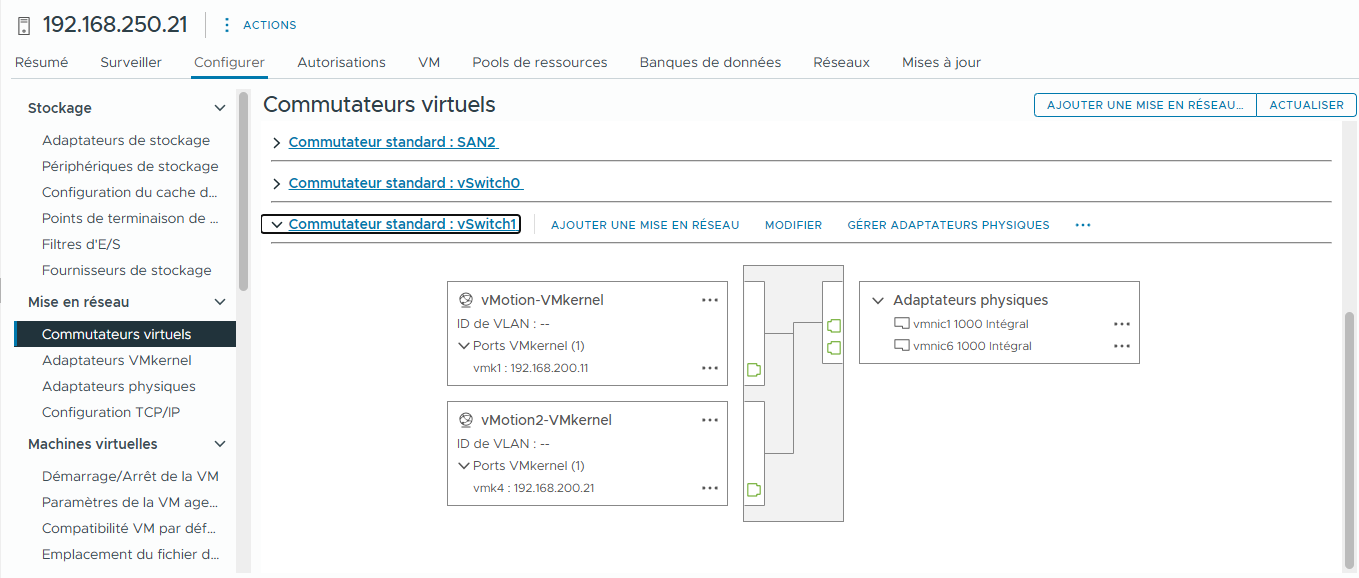 192.168.250.21
ACTIONS
Résumé
Surveiller
Configurer
Autorisations
VM
Pools de ressources
Banques de données
Réseaux
Mises à jour
Stockage
Adaptateurs de stockage
Périphériques de stockage
Configuration du cache d...
Points de terminaison de ...
Filtres d'E/S
Fournisseurs de stockage
Mise en réseau
Commutateurs virtuels
Adaptateurs VMkernel
Adaptateurs physiques
Configuration TCP/IP
Machines virtuelles
Démarrage/Arrêt de la VM
Paramètres de la VM age...
Compatibilité VM par déf...
Emplacement du fichier d...
Commutateurs virtuels
AJOUTER UNE MISE EN RÉSEAU...
ACTUALISER
Commutateur standard : SAN2
Commutateur standard : vSwitch0
Commutateur standard : vSwitch1
AJOUTER UNE MISE EN RÉSEAU
MODIFIER
GÉRER ADAPTATEURS PHYSIQUES
...
vMotion-VMkernel
ID de VLAN : --
Ports VMkernel (1)
vmk1 : 192.168.200.11
vMotion2-VMkernel
ID de VLAN : --
Ports VMkernel (1)
vmk4 : 192.168.200.21
Adaptateurs physiques
vmnic1 1000 Intégral
vmnic6 1000 Intégral